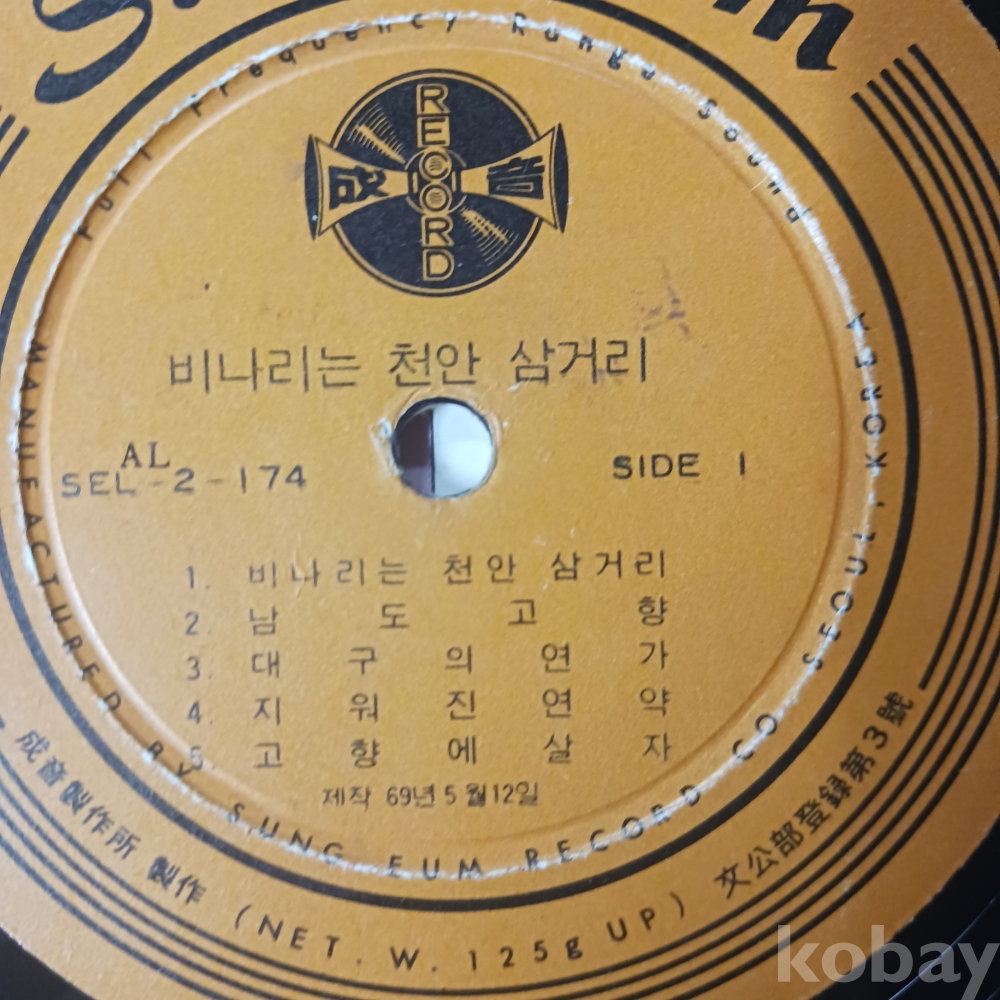 Full Frequency Range Sound
RECORD
成音
비나리는 천안 삼거리
AL
SEL-2-174
SIDE 1
1. 비나리는 천안 삼거리
2. 남도고향
3. 대구의연가
4. 지워진연약
5 고향에살자
제작 69년 5월12일
MANUFACTURED BY SUNG EUM RECORD CO SEOUL, KOREA
成音製作所 製作 (NET. W. 125g UP) 文公部登録第3號
kobay